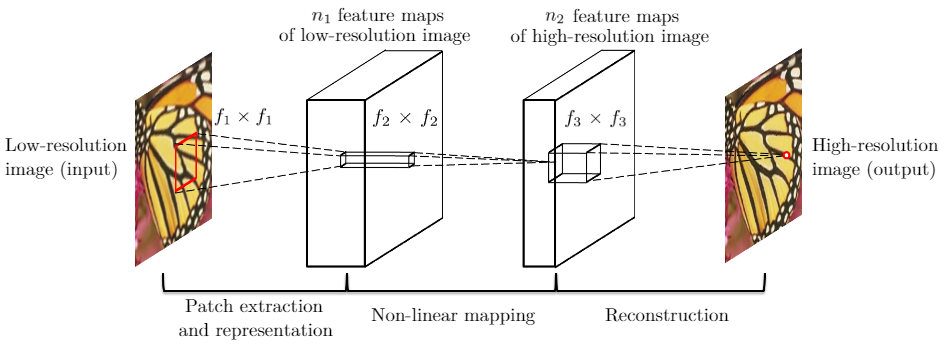 n₁ feature maps
of low-resolution image
n₂ feature maps
of high-resolution image
f₁ × f₁
f₂ × f₂
f₃ × f₃
Low-resolution
image (input)
High-resolution
image (output)
Patch extraction
and representation
Non-linear mapping
Reconstruction